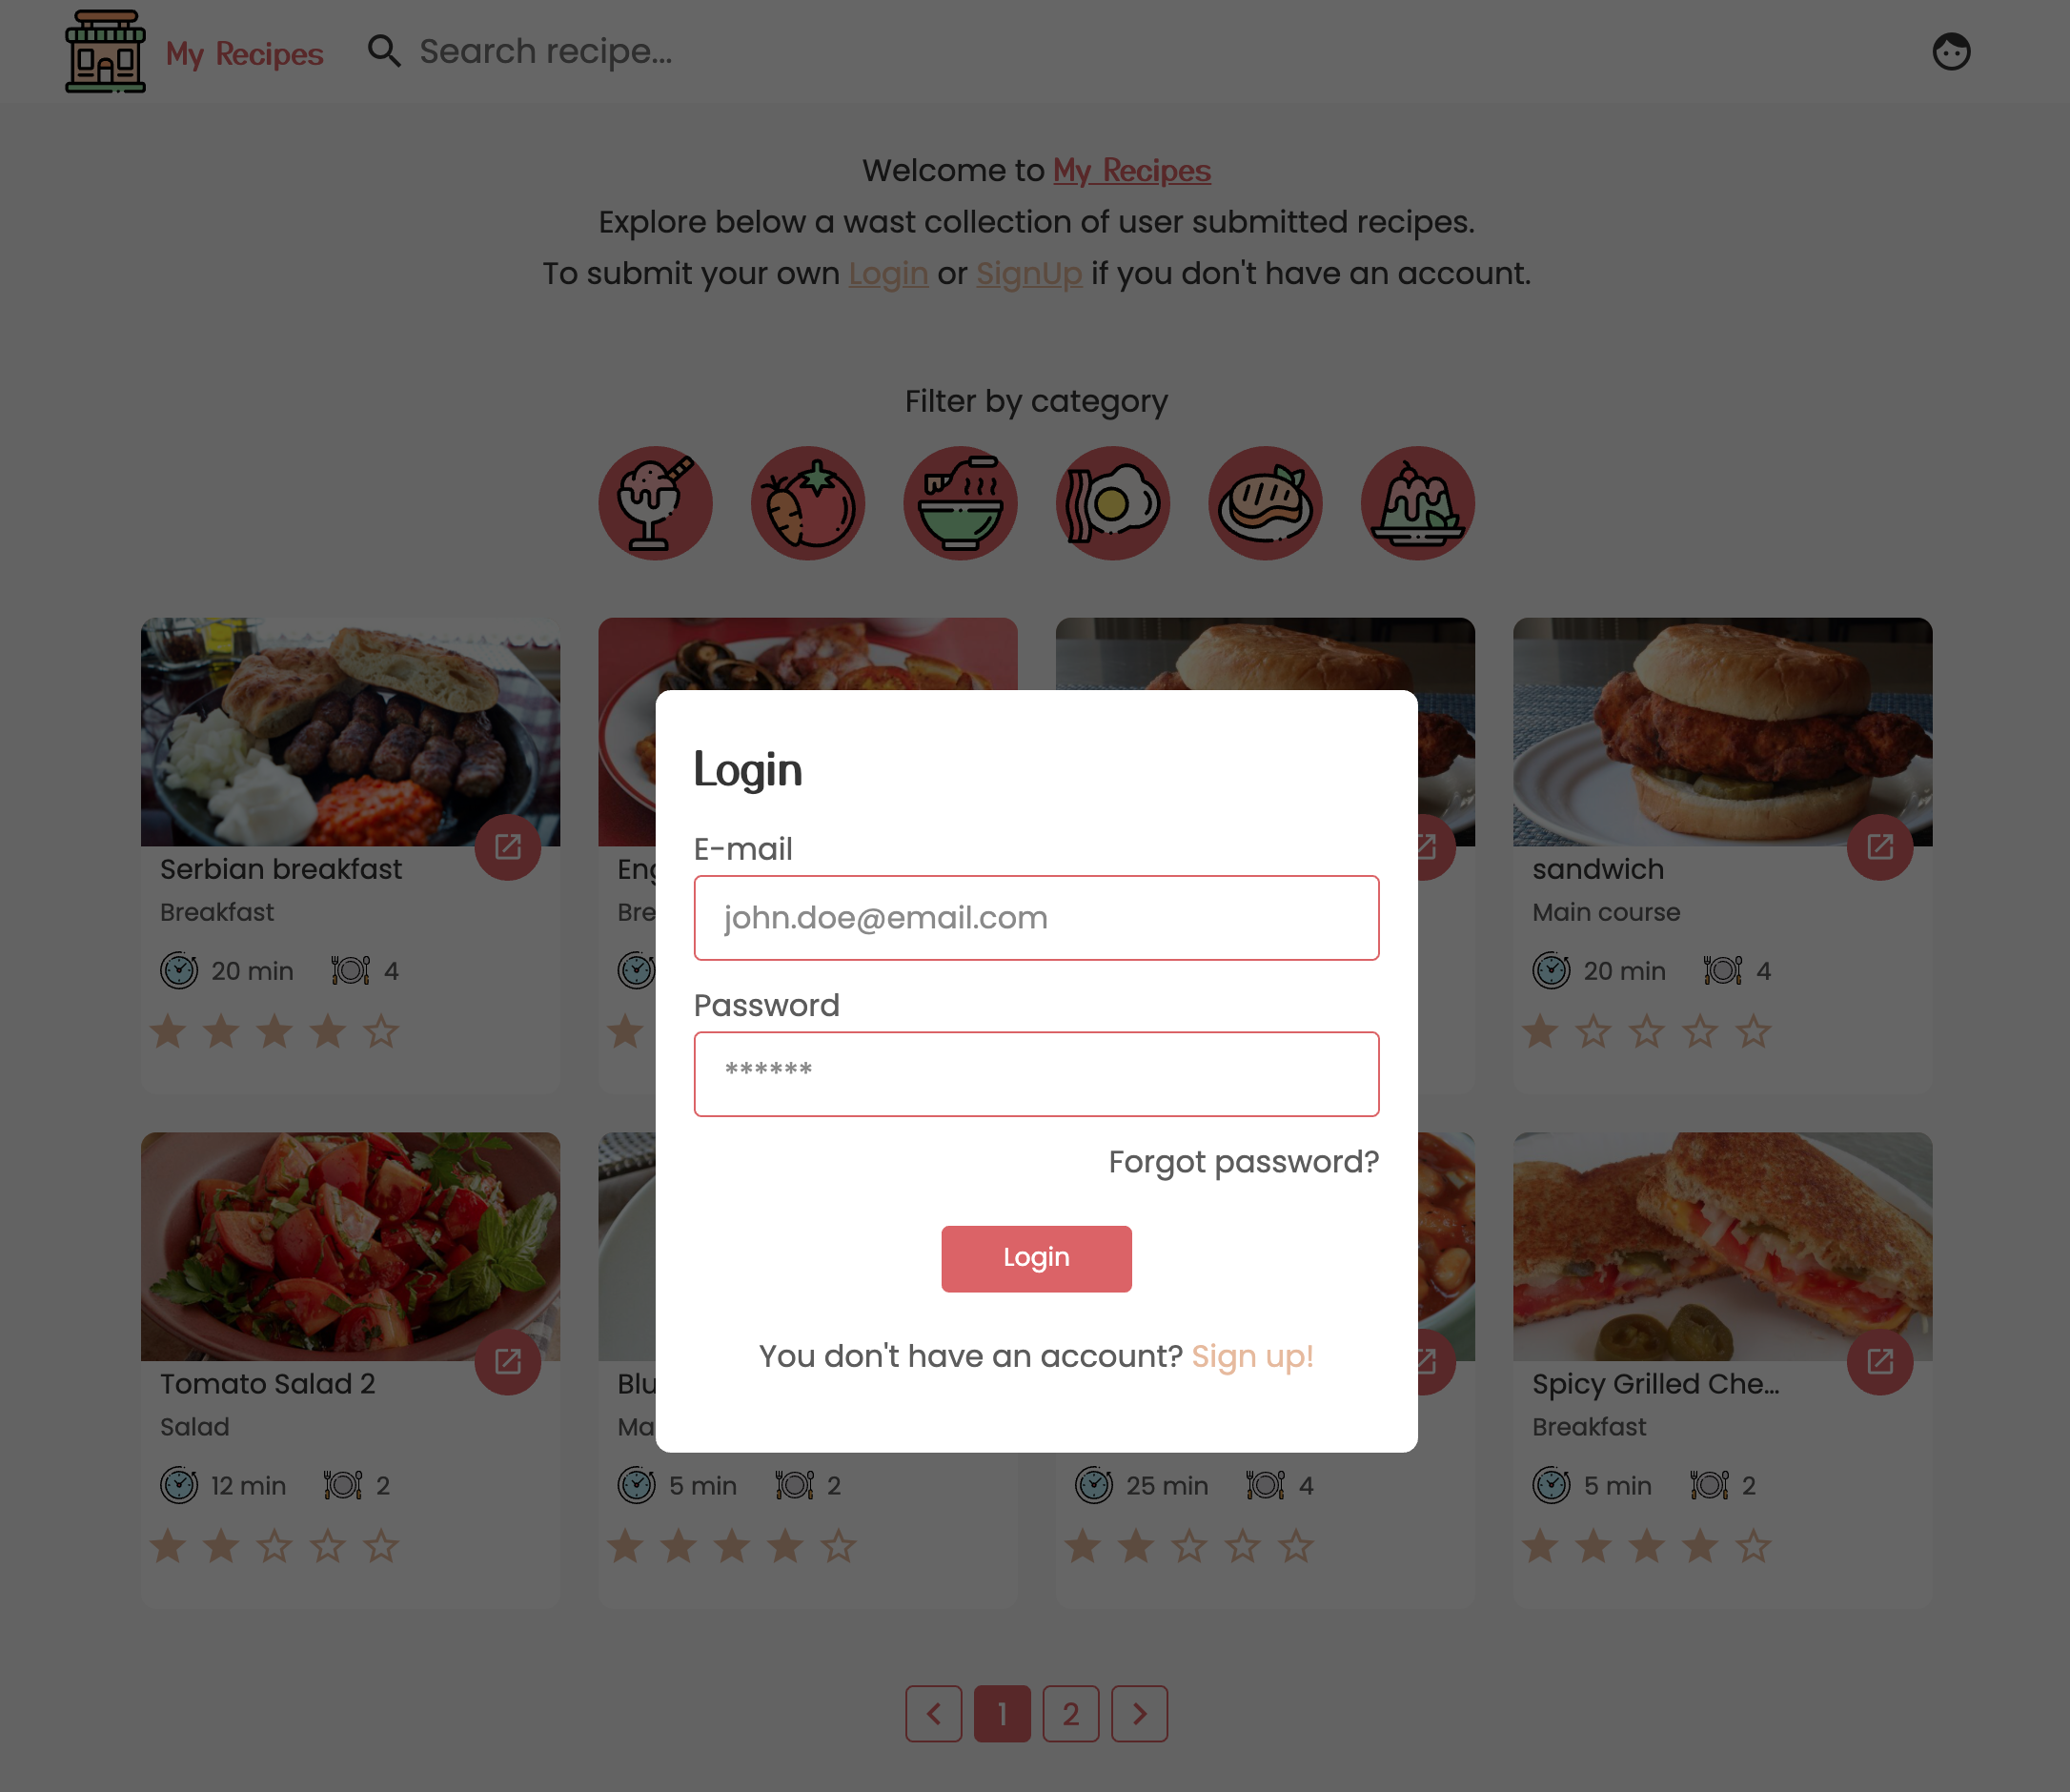 My Recipes
Search recipe...
Welcome to My Recipes
Explore below a wast collection of user submitted recipes.
To submit your own Login or SignUp if you don't have an account.
Filter by category
Serbian breakfast
Breakfast
20 min
4
sandwich
Main course
20 min
4
Login
E-mail
john.doe@email.com
Password
******
Forgot password?
Login
You don't have an account? Sign up!
Tomato Salad 2
Salad
12 min
2
5 min
2
25 min
4
Spicy Grilled Che...
Breakfast
5 min
2
1
2